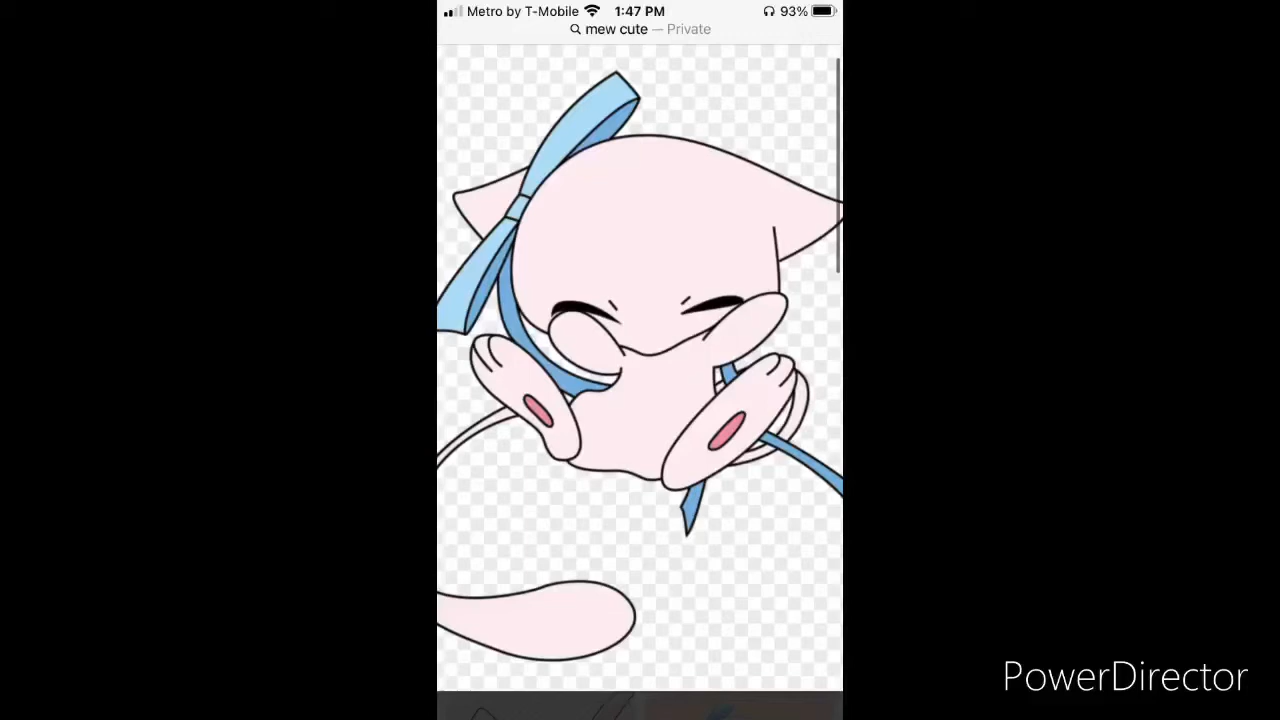 Metro by T-Mobile 1:47 PM 93%
mew cute — Private
PowerDirector